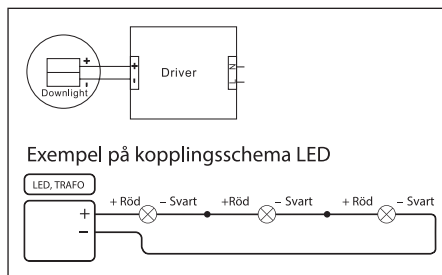 +
Driver
+
-
-
Downlight
N
L
Exempel på kopplingsschema LED
LED, TRAFO
+ Röd – Svart +Röd – Svart + Röd – Svart
+
–